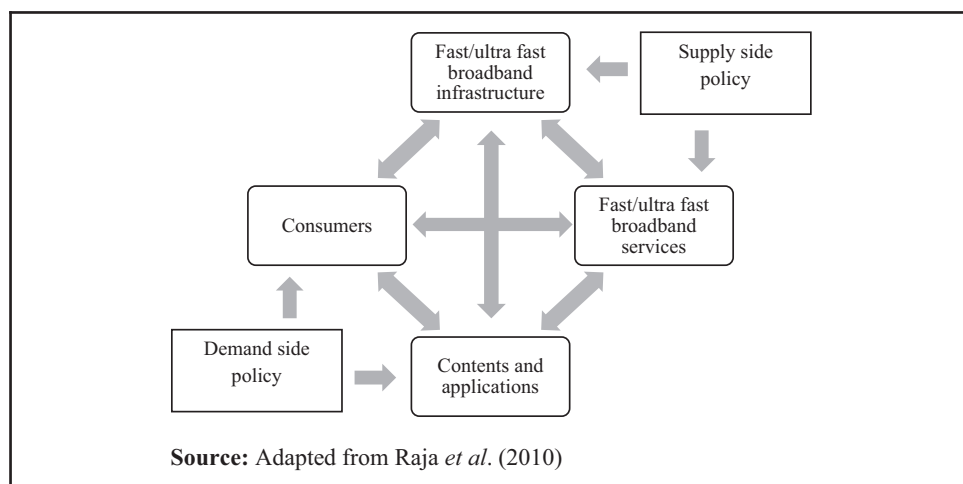 Fast/ultra fast
broadband
infrastructure
Supply side
policy
Consumers
Fast/ultra fast
broadband
services
Demand side
policy
Contents and
applications
Source: Adapted from Raja et al. (2010)